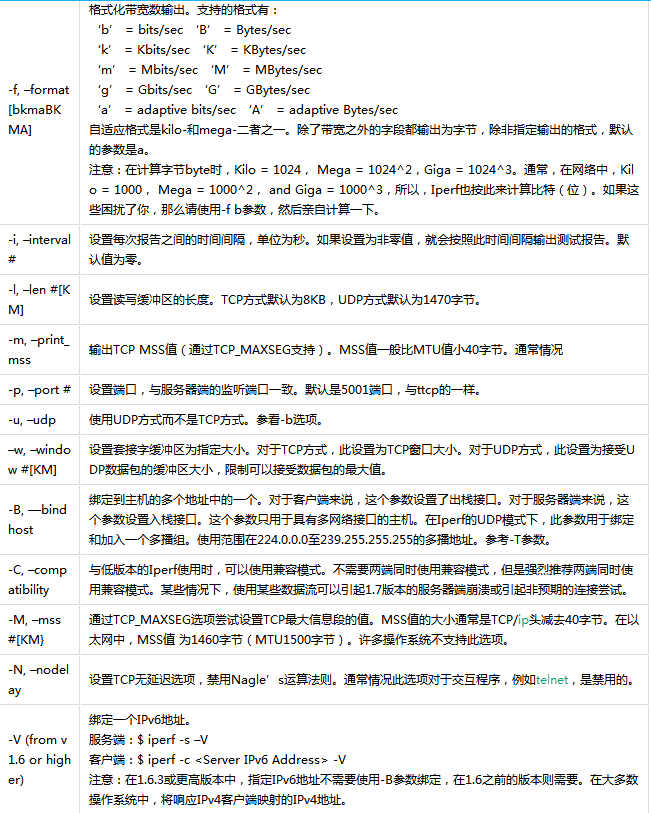 格式化带宽数输出。支持的格式有：
‘b’ = bits/sec ‘B’ = Bytes/sec
‘k’ = Kbits/sec ‘K’ = KBytes/sec
‘m’ = Mbits/sec ‘M’ = MBytes/sec
-f, –format
‘g’ = Gbits/sec ‘G’ = GBytes/sec
[bkmaBK
‘a’ = adaptive bits/sec ‘A’ = adaptive Bytes/sec
MA]
自适应格式是kilo-和mega-二者之一。除了带宽之外的字段都输出为字节，除非指定输出的格式，默认
的参数是a。
注意：在计算字节byte时，Kilo = 1024， Mega = 1024^2，Giga = 1024^3。通常，在网络中，Kil
o = 1000， Mega = 1000^2， and Giga = 1000^3，所以，Iperf也按此来计算比特（位）。如果这
些困扰了你，那么请使用-f b参数，然后亲自计算一下。
-i, –interval
#
设置每次报告之间的时间间隔，单位为秒。如果设置为非零值，就会按照此时间间隔输出测试报告。默
认值为零。
-l, –len #[K
M]
设置读写缓冲区的长度。TCP方式默认为8KB，UDP方式默认为1470字节。
-m, –print_
mss
输出TCP MSS值（通过TCP_MAXSEG支持）。MSS值一般比MTU值小40字节。通常情况
-p, –port #
设置端口，与服务器端的监听端口一致。默认是5001端口，与ttcp的一样。
-u, –udp
使用UDP方式而不是TCP方式。参看-b选项。
–w, –windo
w #[KM]
设置套接字缓冲区为指定大小。对于TCP方式，此设置为TCP窗口大小。对于UDP方式，此设置为接受U
DP数据包的缓冲区大小，限制可以接受数据包的最大值。
-B, —bind
host
绑定到主机的多个地址中的一个。对于客户端来说，这个参数设置了出栈接口。对于服务器端来说，这
个参数设置入栈接口。这个参数只用于具有多网络接口的主机。在Iperf的UDP模式下，此参数用于绑定
和加入一个多播组。使用范围在224.0.0.0至239.255.255.255的多播地址。参考-T参数。
-C, –comp
atibility
与低版本的Iperf使用时，可以使用兼容模式。不需要两端同时使用兼容模式，但是强烈推荐两端同时使
用兼容模式。某些情况下，使用某些数据流可以引起1.7版本的服务器端崩溃或引起非预期的连接尝试。
-M, –mss
#[KM}
通过TCP_MAXSEG选项尝试设置TCP最大信息段的值。MSS值的大小通常是TCP/ip头减去40字节。在以
太网中，MSS值 为1460字节（MTU1500字节）。许多操作系统不支持此选项。
-N, –nodel
ay
设置TCP无延迟选项，禁用Nagle’s运算法则。通常情况此选项对于交互程序，例如telnet，是禁用的。
-V (from v
1.6 or high
er)
绑定一个IPv6地址。
服务端：$ iperf -s –V
客户端：$ iperf -c <Server IPv6 Address> -V
注意：在1.6.3或更高版本中，指定IPv6地址不需要使用-B参数绑定，在1.6之前的版本则需要。在大多数
操作系统中，将响应IPv4客户端映射的IPv4地址。